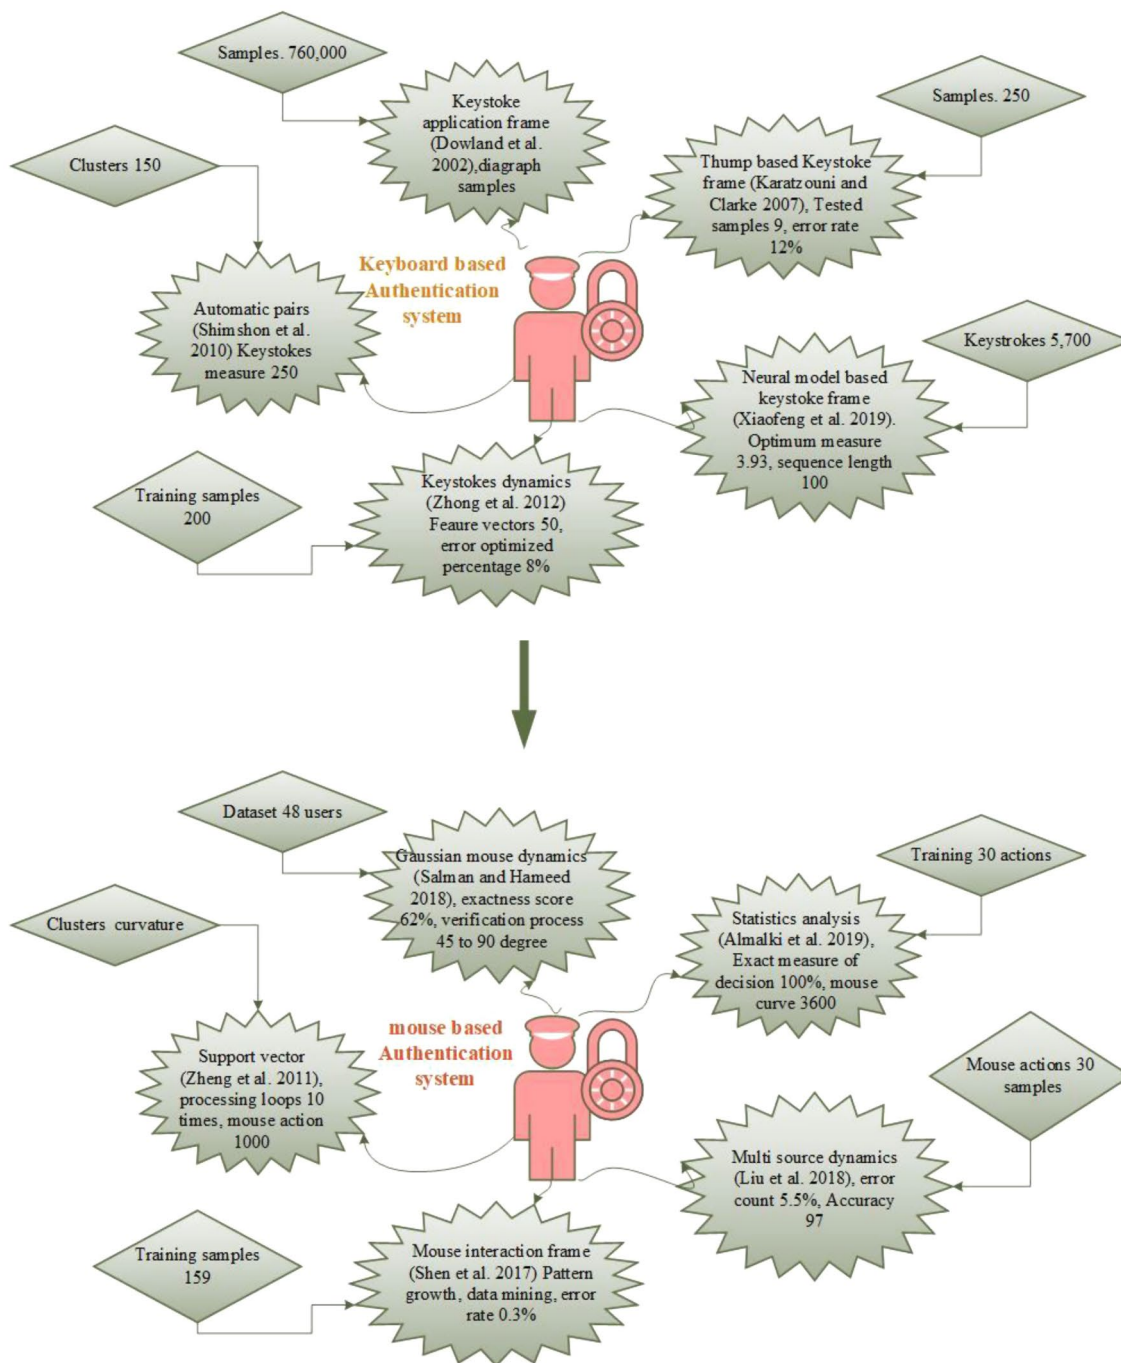 Samples. 760,000
Keystoke
application frame
(Dowland et al.
2002),diagraph
samples
Samples. 250
Thump based Keystoke
frame (Karatzouni and
Clarke 2007), Tested
samples 9, error rate
12%
Clusters 150
Keyboard based
Authentication
system
Automatic pairs
(Shimshon et al.
2010) Keystokes
measure 250
Keystrokes 5,700
Neural model based
keystoke frame
(Xiaofeng et al. 2019).
Optimum measure
3.93, sequence length
100
Training samples
200
Keystokes dynamics
(Zhong et al. 2012)
Feaure vectors 50,
error optimized
percentage 8%
Dataset 48 users
Gaussian mouse dynamics
(Salman and Hameed
2018), exactness score
62%, verification process
45 to 90 degree
Training 30 actions
Statistics analysis
(Almalki et al. 2019),
Exact measure of
decision 100%, mouse
curve 3600
Clusters curvature
mouse based
Authentication
system
Support vector
(Zheng et al. 2011),
processing loops 10
times, mouse action
1000
Mouse actions 30
samples
Multi source dynamics
(Liu et al. 2018), error
count 5.5%, Accuracy
97
Training samples
159
Mouse interaction frame
(Shen et al. 2017) Pattern
growth, data mining, error
rate 0.3%